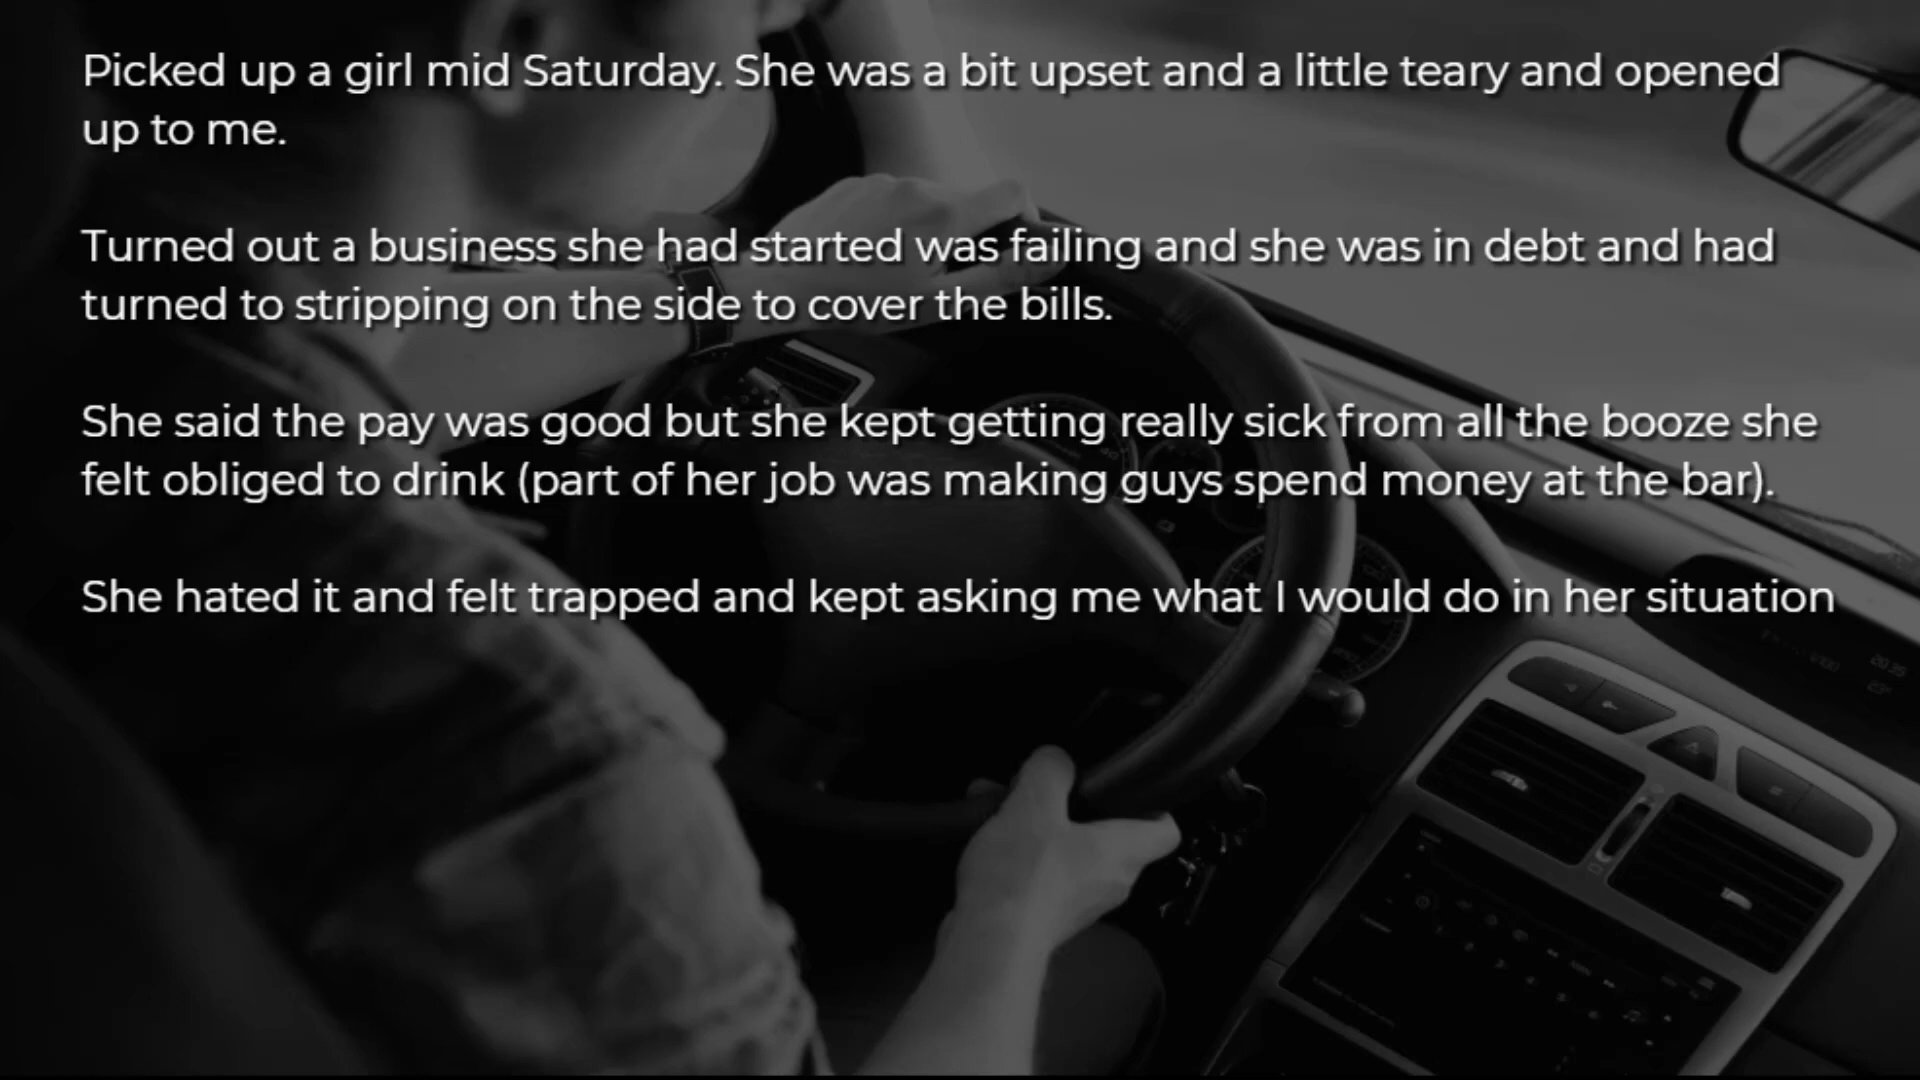 Picked up a girl mid Saturday. She was a bit upset and a little teary and opened
up to me.
Turned out a business she had started was failing and she was in debt and had
turned to stripping on the side to cover the bills.
She said the pay was good but she kept getting really sick from all the booze she
felt obliged to drink (part of her job was making guys spend money at the bar).
She hated it and felt trapped and kept asking me what I would do in her situation